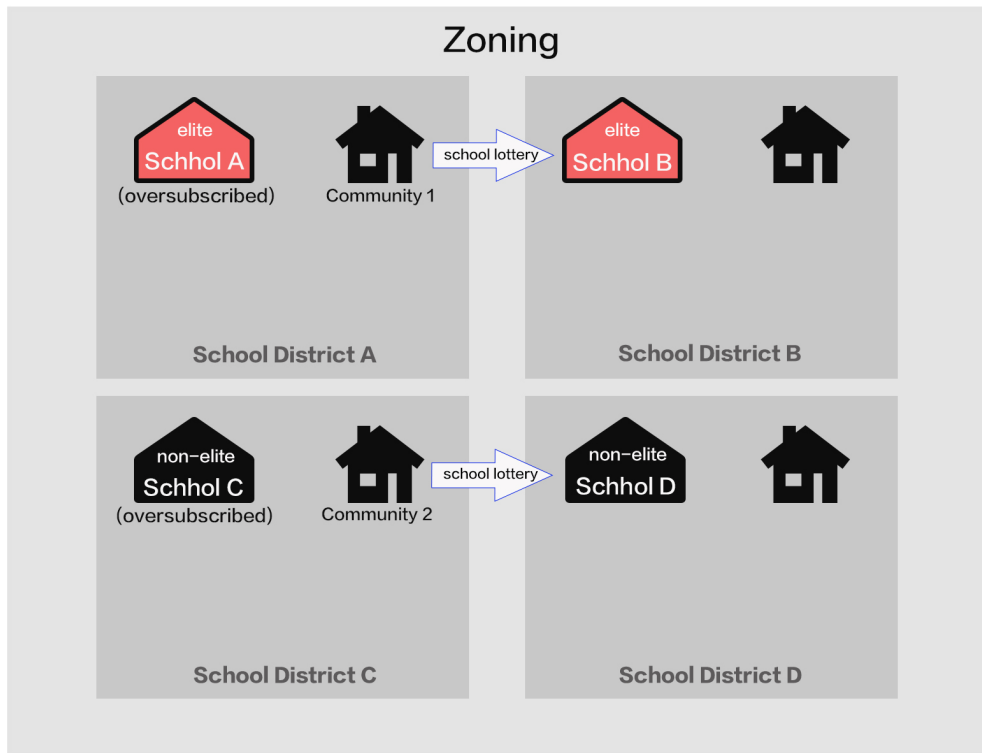 Zoning
elite
Schhol A
(oversubscribed)
Community 1
school lottery
elite
Schhol B
School District A
School District B
non-elite
Schhol C
(oversubscribed)
Community 2
school lottery
non-elite
Schhol D
School District C
School District D